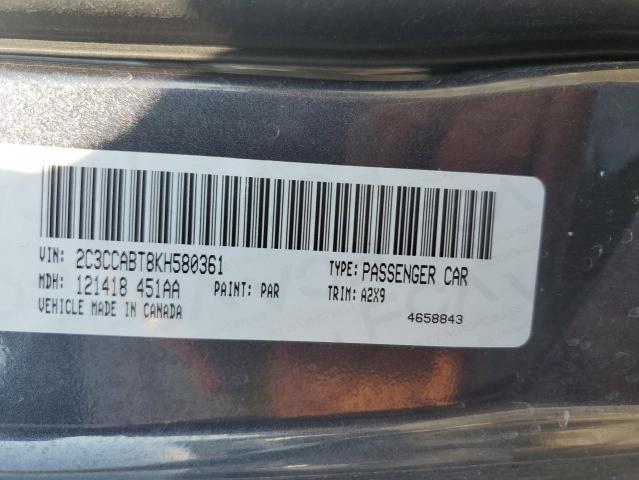 VIN: 2C3CCABT8KH580361 TYPE: PASSENGER CAR
MDH: 121418 451AA PAINT: PAR TRIM: A2X9
VEHICLE MADE IN CANADA 4658843